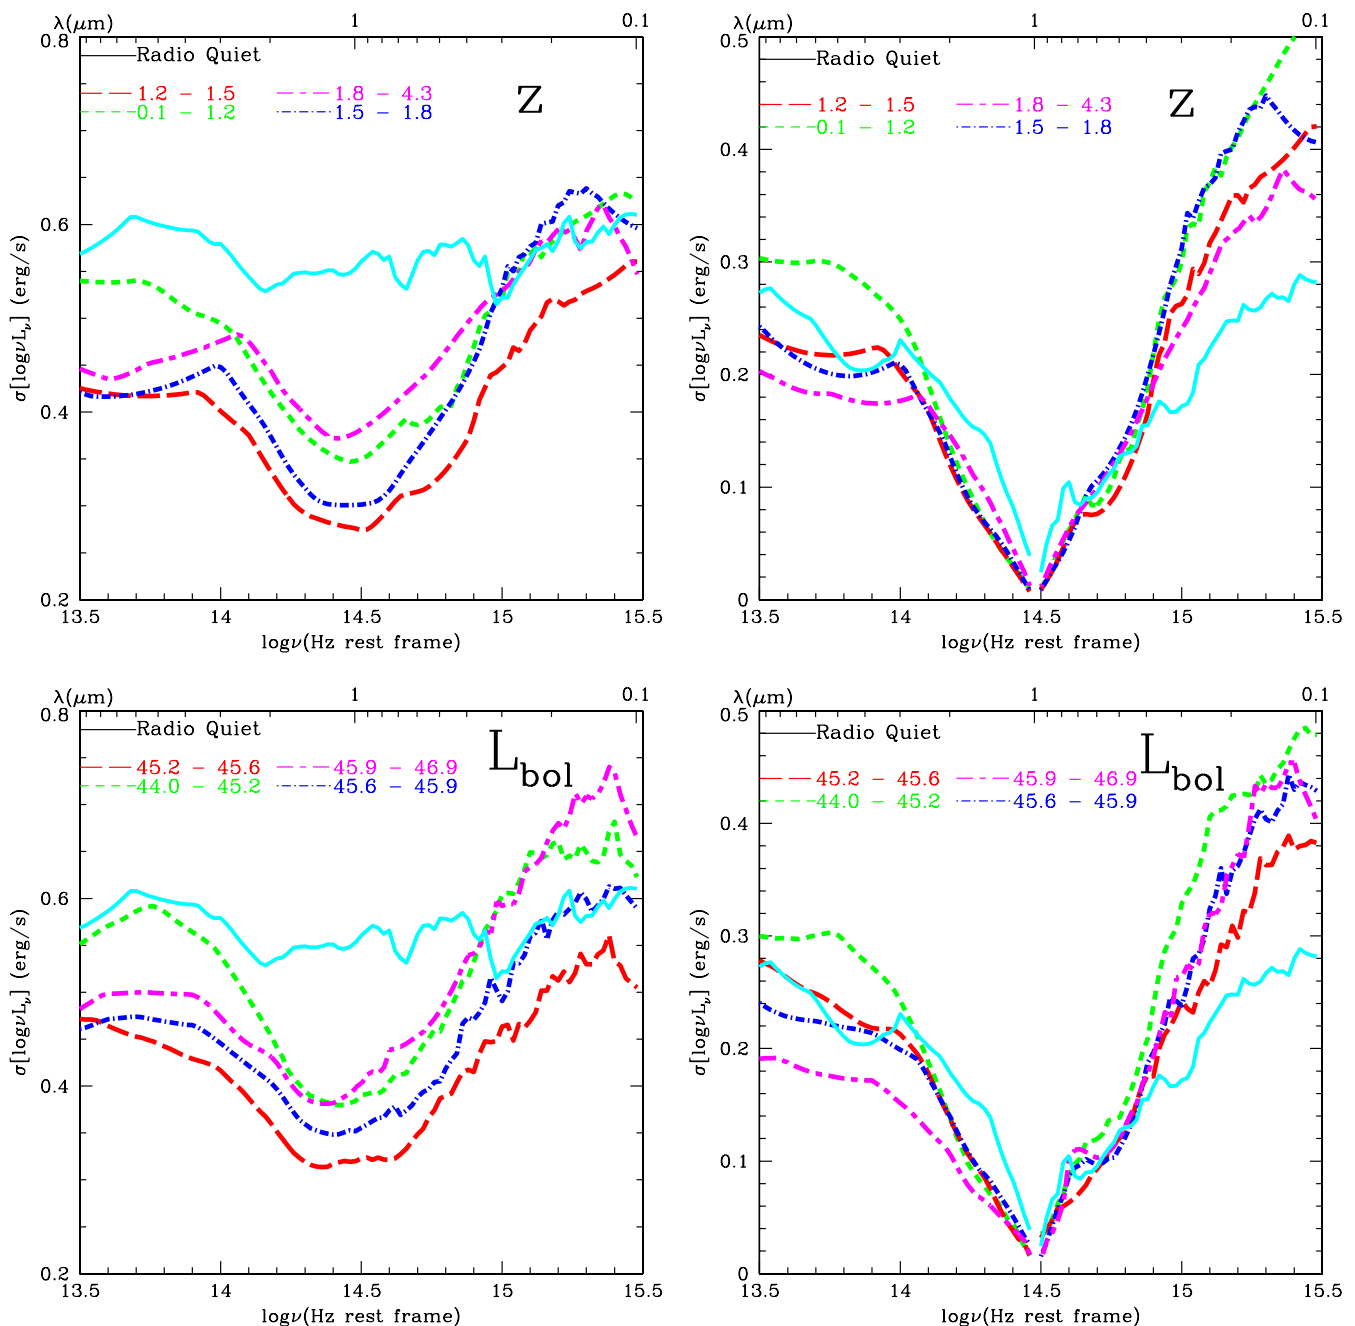 λ(μm) 1 0.1
0.8
Radio Quiet
1.2 − 1.5 1.8 − 4.3
0.1 − 1.2 1.5 − 1.8
Z
0.6
0.4
0.2
σ[logνLν] (erg/s)
13.5 14 14.5 15 15.5
logν(Hz rest frame)
λ(μm) 1 0.1
0.5
Radio Quiet
1.2 − 1.5 1.8 − 4.3
0.1 − 1.2 1.5 − 1.8
Z
0.4
0.3
0.2
0.1
0
σ[logνLν] (erg/s)
13.5 14 14.5 15 15.5
logν(Hz rest frame)
λ(μm) 1 0.1
0.8
Radio Quiet
45.2 − 45.6 45.9 − 46.9
44.0 − 45.2 45.6 − 45.9
Lbol
0.6
0.4
0.2
σ[logνLν] (erg/s)
13.5 14 14.5 15 15.5
logν(Hz rest frame)
λ(μm) 1 0.1
0.5
Radio Quiet
45.2 − 45.6 45.9 − 46.9
44.0 − 45.2 45.6 − 45.9
Lbol
0.4
0.3
0.2
0.1
0
σ[logνLν] (erg/s)
13.5 14 14.5 15 15.5
logν(Hz rest frame)